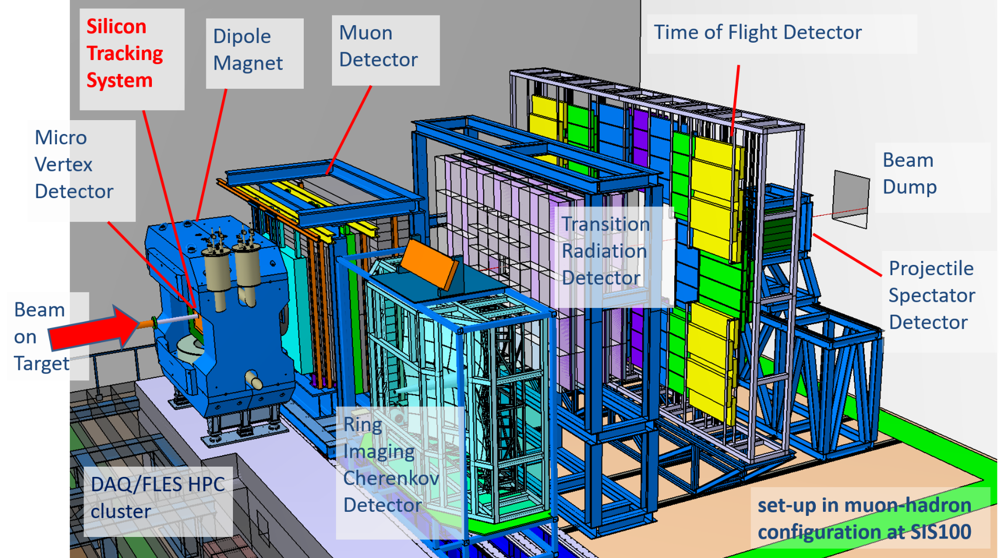 Silicon
Tracking
System
Dipole
Magnet
Muon
Detector
Time of Flight Detector
Micro
Vertex
Detector
Beam
Dump
Transition
Radiation
Detector
Projectile
Spectator
Detector
Beam
on
Target
Ring
Imaging
Cherenkov
Detector
DAQ/FLES HPC
cluster
set-up in muon-hadron
configuration at SIS100